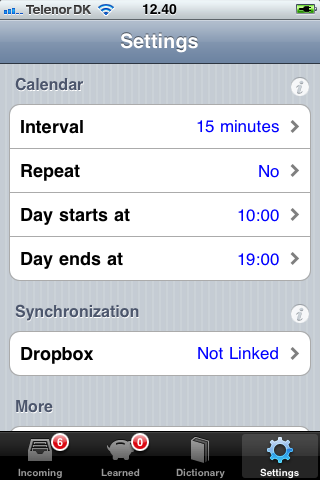 Telenor DK 12.40
Settings
Calendar
Interval 15 minutes
Repeat No
Day starts at 10:00
Day ends at 19:00
Synchronization
Dropbox Not Linked
More
6 0
Incoming Learned Dictionary Settings